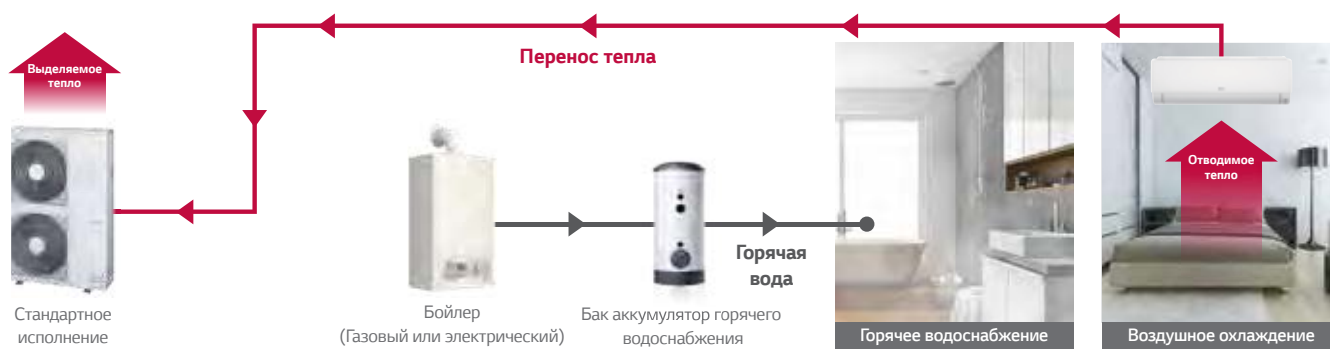 Перенос тепла
Выделяемое
тепло
Отводимое
тепло
Горячая
вода
Стандартное
исполнение
Бойлер
(Газовый или электрический)
Бак аккумулятор горячего
водоснабжения
Горячее водоснабжение
Воздушное охлаждение